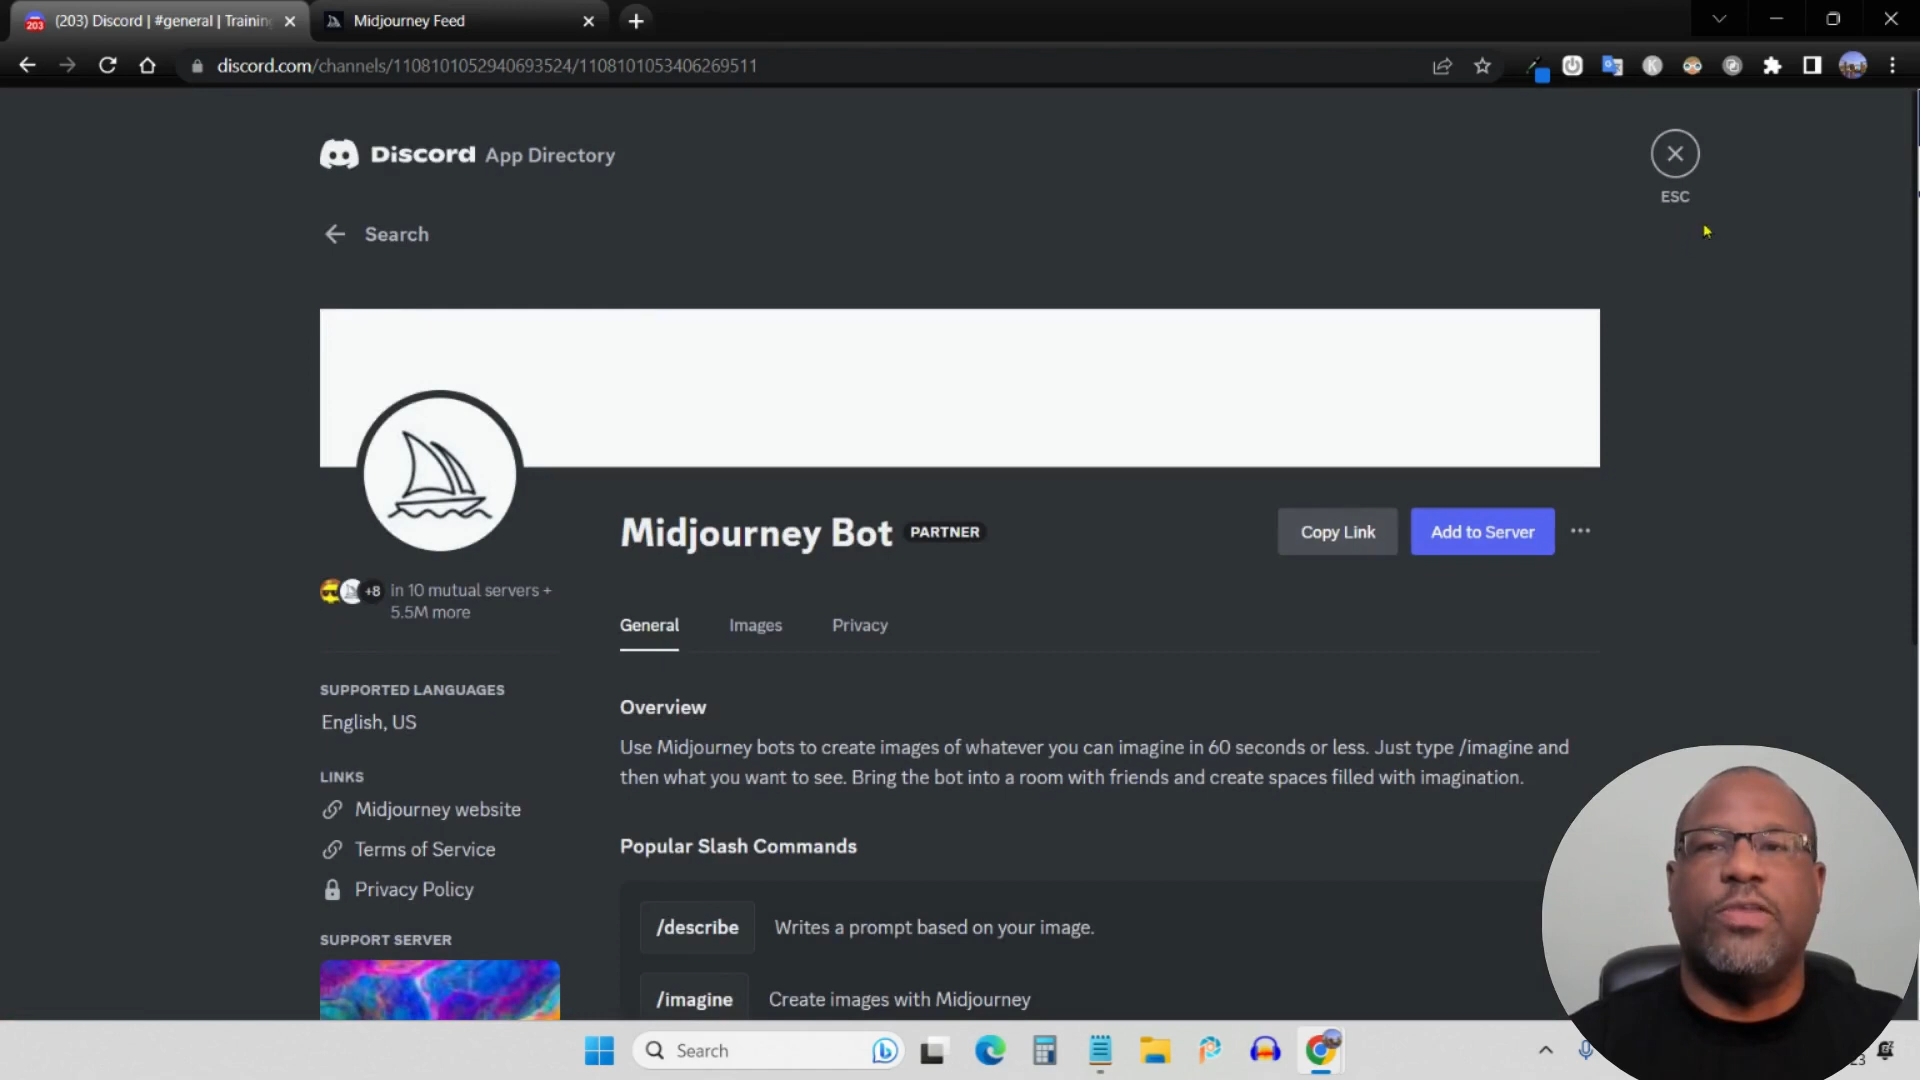 (203) Discord | #general | Training
Midjourney Feed
discord.com/channels/1108101052940693524/1108101053406269511
Discord App Directory
ESC
Search
Midjourney Bot PARTNER
Copy Link
Add to Server
+8 in 10 mutual servers +
5.5M more
General
Images
Privacy
SUPPORTED LANGUAGES
English, US
LINKS
Midjourney website
Terms of Service
Privacy Policy
SUPPORT SERVER
Overview
Use Midjourney bots to create images of whatever you can imagine in 60 seconds or less. Just type /imagine and
then what you want to see. Bring the bot into a room with friends and create spaces filled with imagination.
Popular Slash Commands
/describe Writes a prompt based on your image.
/imagine Create images with Midjourney
Search